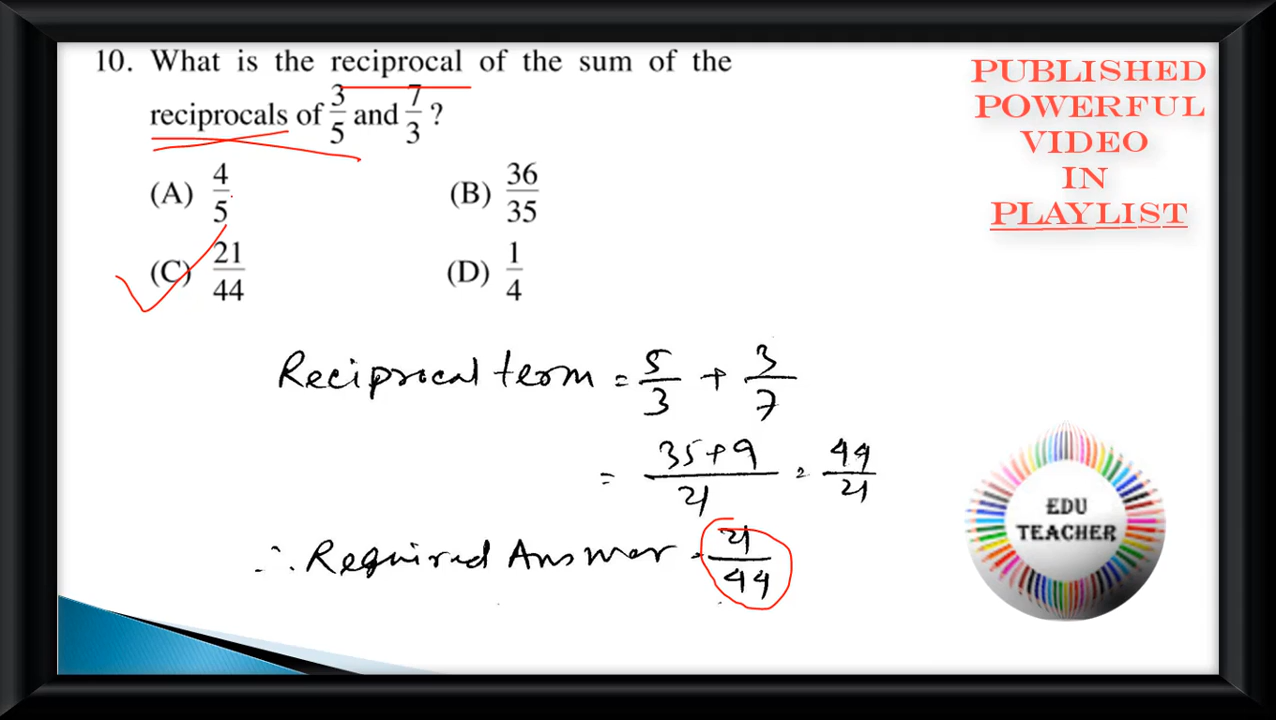 10. What is the reciprocal of the sum of the
reciprocals of 3/5 and 7/3 ?
(A) 4/5 (B) 36/35
(C) 21/44 (D) 1/4
Reciprocal term = 5/3 + 3/7
= 35+9/21 = 44/21
∴ Required Answer = 21/44
PUBLISHED
POWERFUL
VIDEO
IN
PLAYLIST
EDU
TEACHER